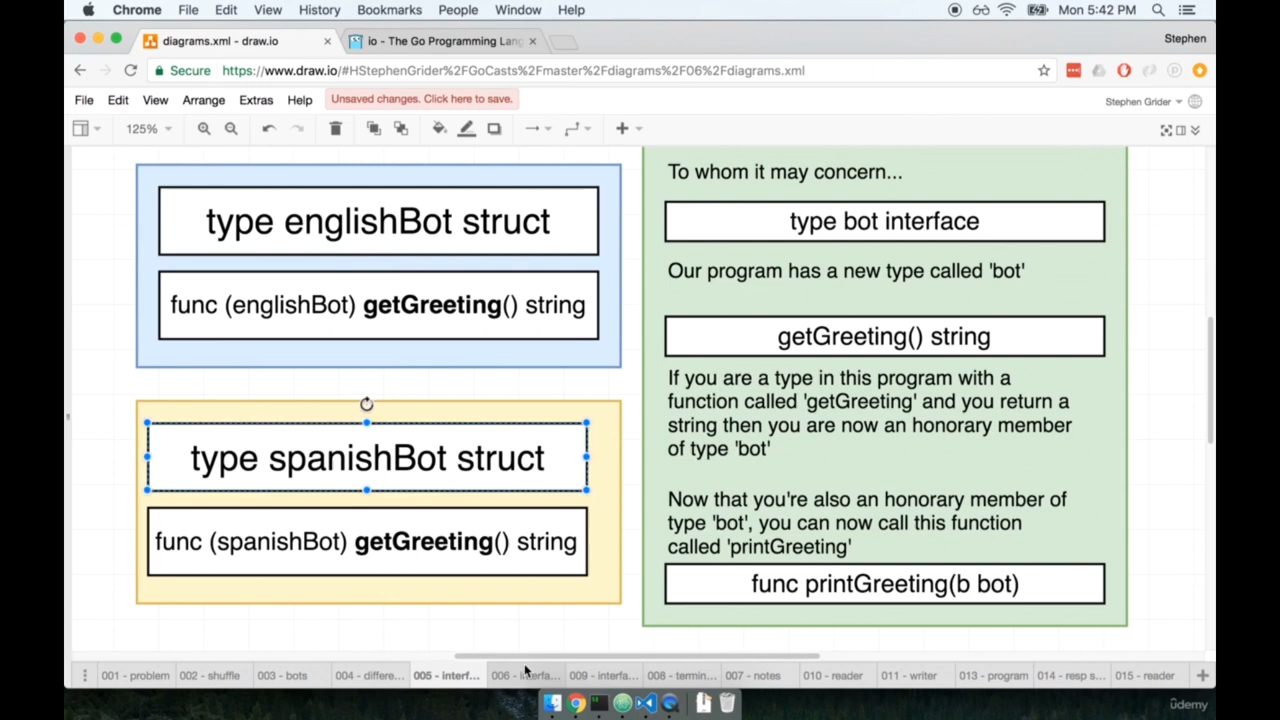 Chrome File Edit View History Bookmarks People Window Help Mon 5:42 PM
diagrams.xml - draw.io io - The Go Programming Lang Stephen
Secure https://www.draw.io/#HStephenGrider%2FGoCasts%2Fmaster%2Fdiagrams%2F06%2Fdiagrams.xml
File Edit View Arrange Extras Help Unsaved changes. Click here to save. Stephen Grider
125%
type englishBot struct
func (englishBot) getGreeting() string
type spanishBot struct
func (spanishBot) getGreeting() string
To whom it may concern...
type bot interface
Our program has a new type called 'bot'
getGreeting() string
If you are a type in this program with a
function called 'getGreeting' and you return a
string then you are now an honorary member
of type 'bot'
Now that you're also an honorary member of
type 'bot', you can now call this function
called 'printGreeting'
func printGreeting(b bot)
001 - problem 002 - shuffle 003 - bots 004 - differe... 005 - interf... 006 - interfa... 009 - interfa... 008 - termin... 007 - notes 010 - reader 011 - writer 013 - program 014 - resp s... 015 - reader
ûdemy